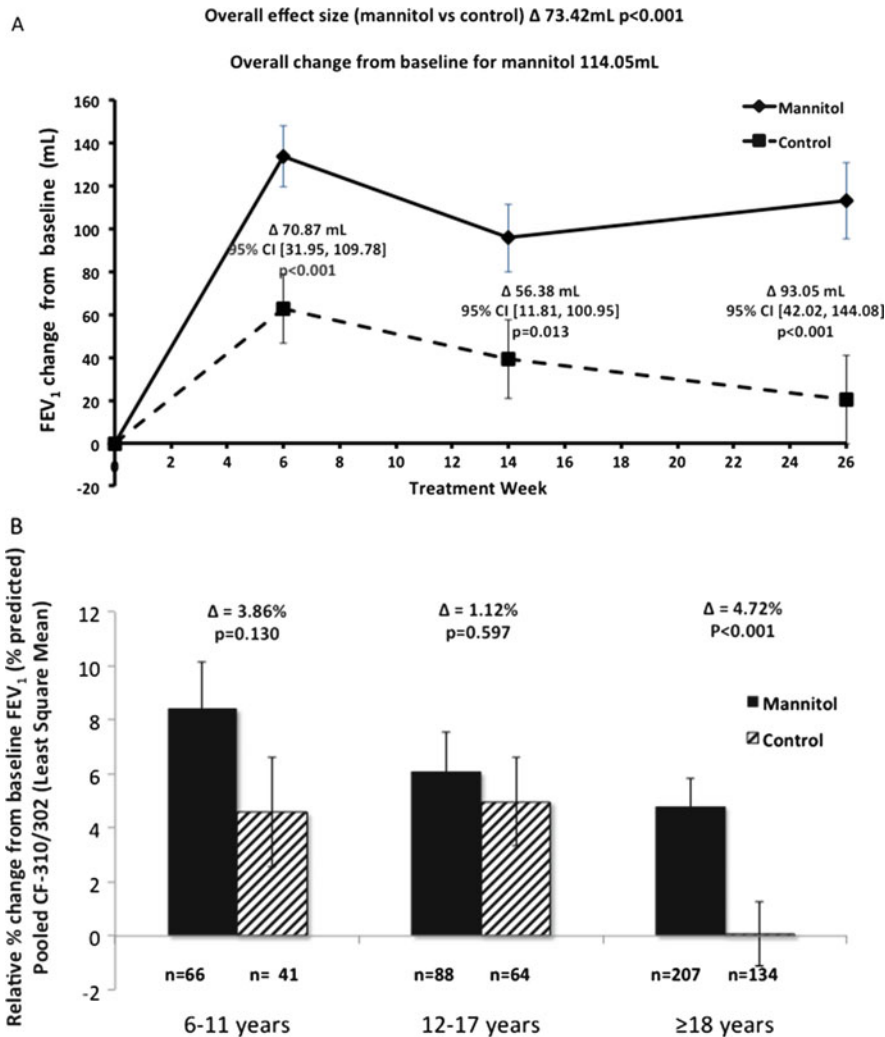 A
Overall effect size (mannitol vs control) Δ 73.42mL p<0.001
Overall change from baseline for mannitol 114.05mL
FEV1 change from baseline (mL)
160
140
120
100
80
60
40
20
0
-20
Mannitol
Control
Δ 70.87 mL
95% CI [31.95, 109.78]
p<0.001
Δ 56.38 mL
95% CI [11.81, 100.95]
p=0.013
Δ 93.05 mL
95% CI [42.02, 144.08]
p<0.001
0 2 4 6 8 10 12 14 16 18 20 22 24 26
Treatment Week
B
Relative % change from baseline FEV1 (% predicted)
Pooled CF-310/302 (Least Square Mean)
12
10
8
6
4
2
0
-2
Δ = 3.86%
p=0.130
Δ = 1.12%
p=0.597
Δ = 4.72%
P<0.001
Mannitol
Control
n=66 n= 41 n=88 n=64 n=207 n=134
6-11 years 12-17 years ≥18 years